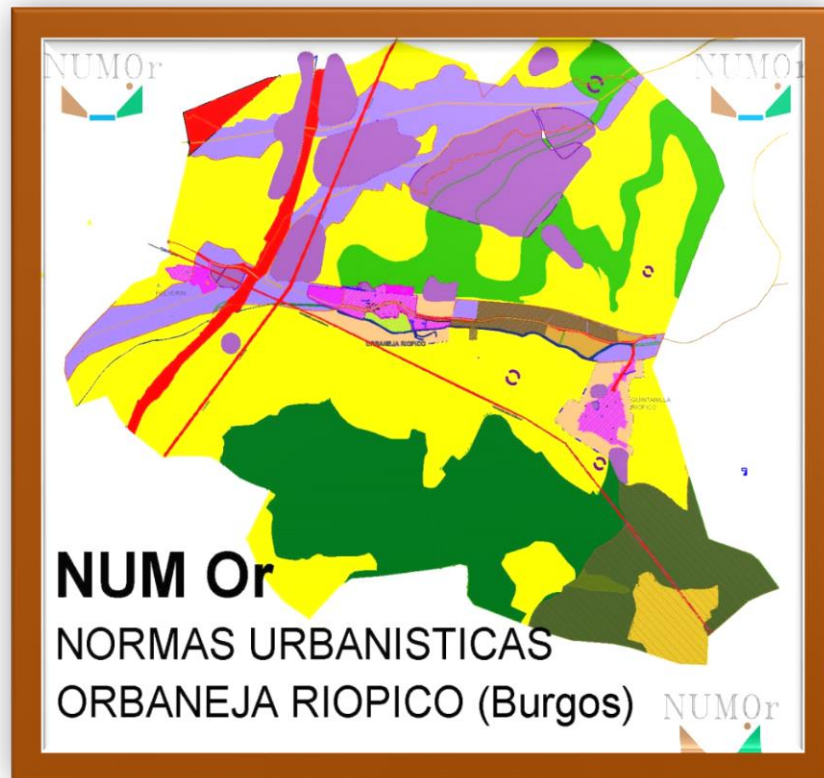 NUMOr
NUMOr
ORBANEJA RIOPICO
QUINTANILLA
RIOPICO
NUM Or
NORMAS URBANISTICAS
ORBANEJA RIOPICO (Burgos)
NUMOr